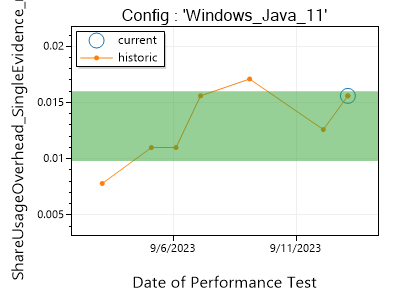 Config : 'Windows_Java_11'
ShareUsageOverhead_SingleEvidence_
current
historic
0.02
0.015
0.01
0.005
9/6/2023
9/11/2023
Date of Performance Test